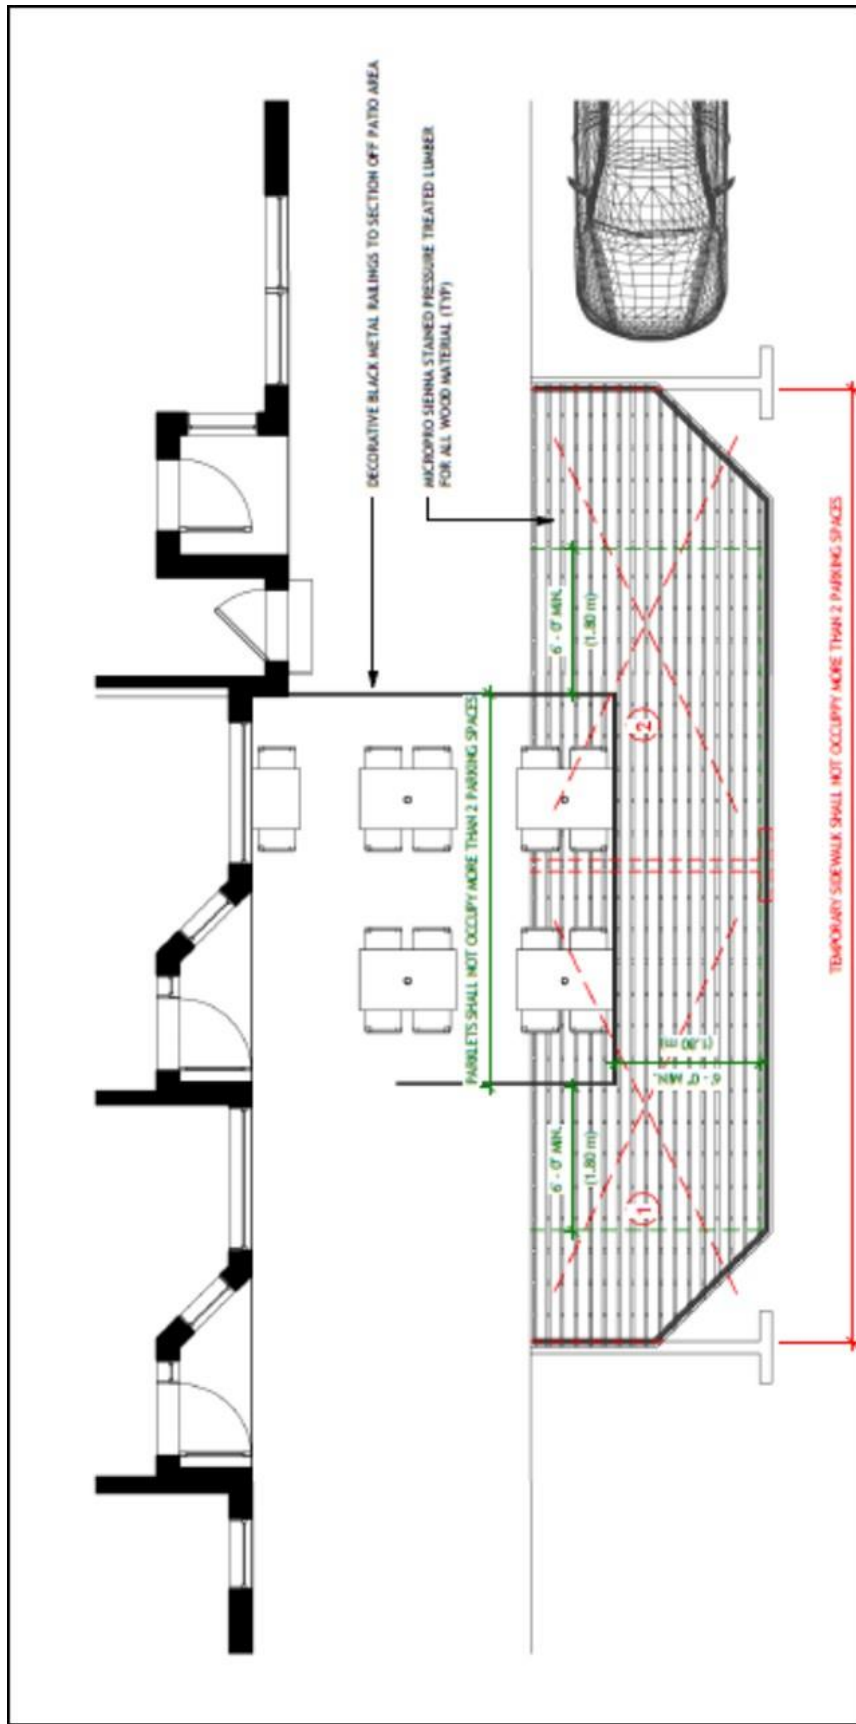 DECORATIVE BLACK METAL RAILINGS TO SECTION OFF PATIO AREA
MICROPRO SIENNA STAINED PRESSURE TREATED LUMBER
FOR ALL WOOD MATERIAL (TYP)
PARKLETS SHALL NOT OCCUPY MORE THAN 2 PARKING SPACES
6' - 0" MIN.
(1.80 m)
6' - 0" MIN.
(1.80 m)
6' - 0" MIN.
(1.80 m)
1
2
TEMPORARY SIDEWALK SHALL NOT OCCUPPY MORE THAN 2 PARKING SPACES